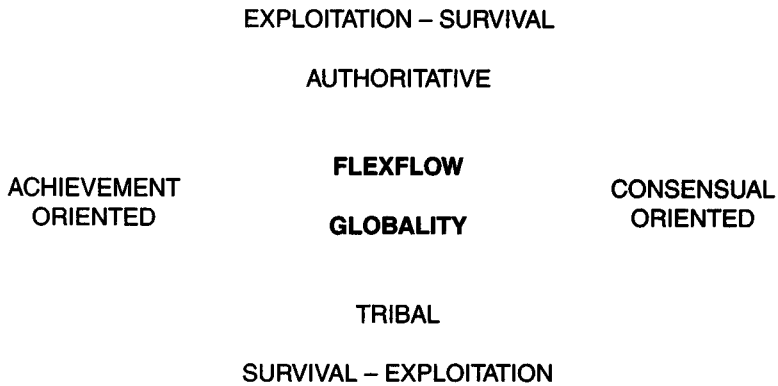 EXPLOITATION – SURVIVAL
AUTHORITATIVE
FLEXFLOW
ACHIEVEMENT
ORIENTED
GLOBALITY
CONSENSUAL
ORIENTED
TRIBAL
SURVIVAL – EXPLOITATION